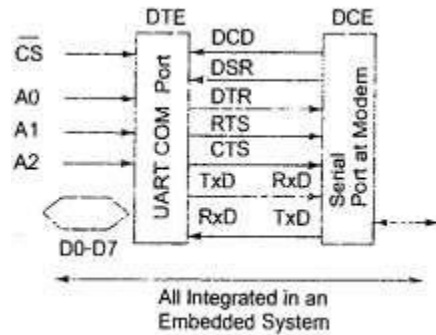 DTE DCE
CS
A0
A1
A2
D0-D7
UART COM Port
DCD
DSR
DTR
RTS
CTS
TxD RxD
RxD TxD
Serial
Port at Modem
All Integrated in an
Embedded System